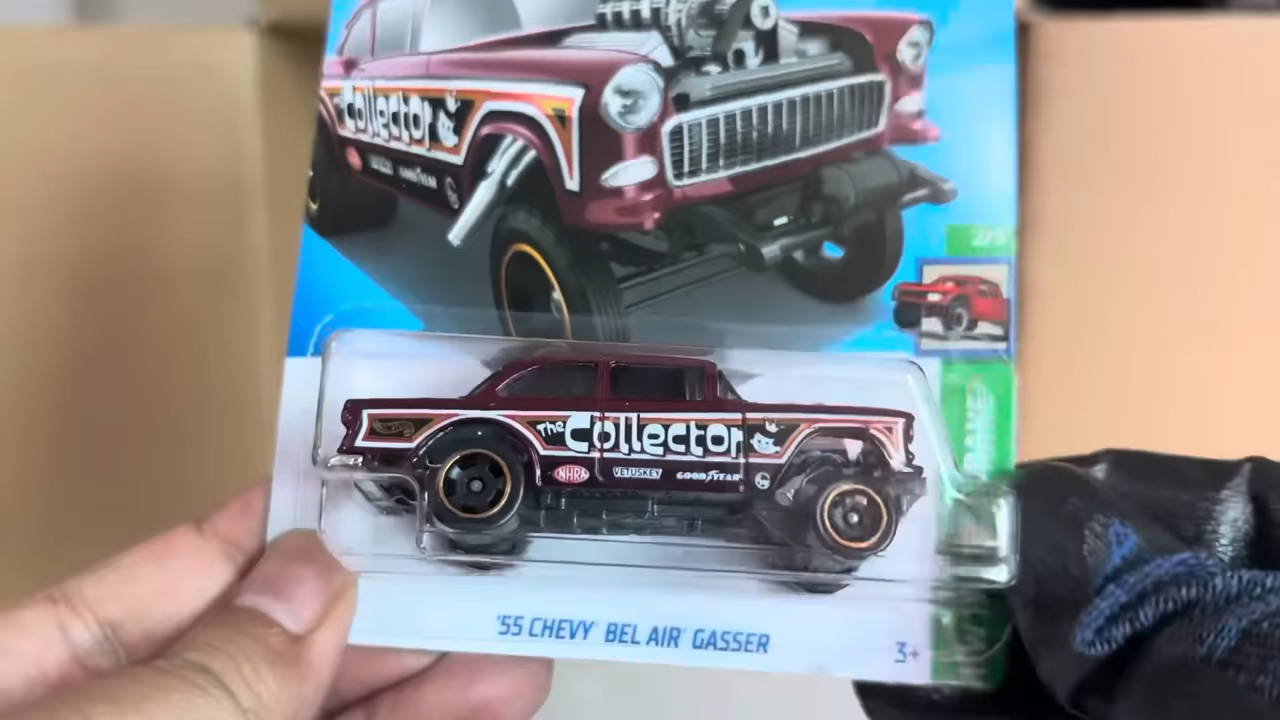 Collector
GOODYEAR
2/5
The Collector
NHRA
VETUSKEY
GOODYEAR
'55 CHEVY BEL AIR GASSER
3+